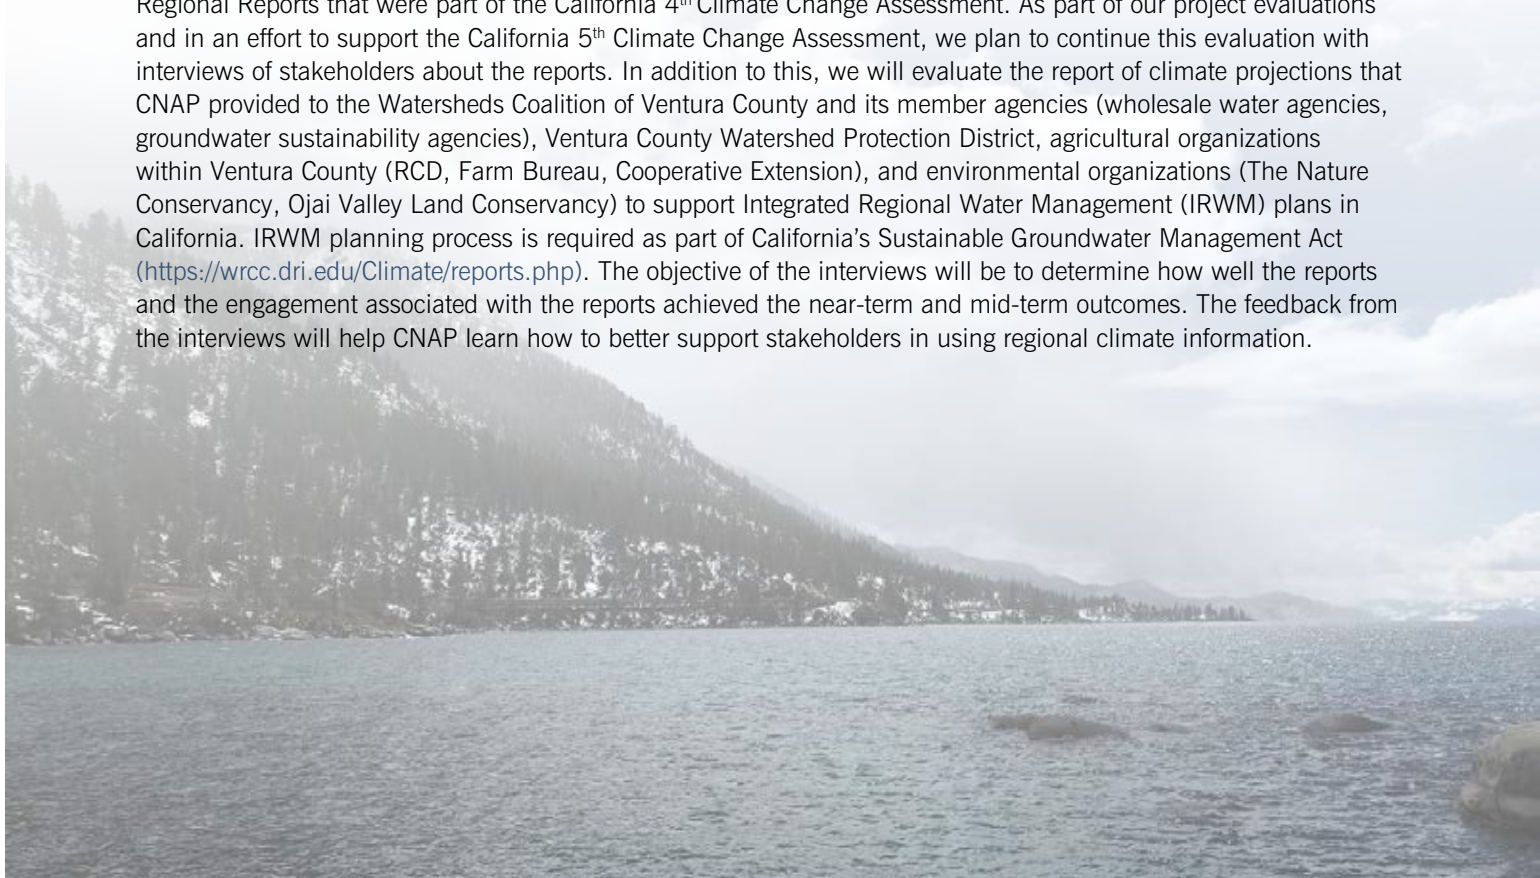 Regional Reports that were part of the California 4th Climate Change Assessment. As part of our project evaluations
and in an effort to support the California 5th Climate Change Assessment, we plan to continue this evaluation with
interviews of stakeholders about the reports. In addition to this, we will evaluate the report of climate projections that
CNAP provided to the Watersheds Coalition of Ventura County and its member agencies (wholesale water agencies,
groundwater sustainability agencies), Ventura County Watershed Protection District, agricultural organizations
within Ventura County (RCD, Farm Bureau, Cooperative Extension), and environmental organizations (The Nature
Conservancy, Ojai Valley Land Conservancy) to support Integrated Regional Water Management (IRWM) plans in
California. IRWM planning process is required as part of California’s Sustainable Groundwater Management Act
(https://wrcc.dri.edu/Climate/reports.php). The objective of the interviews will be to determine how well the reports
and the engagement associated with the reports achieved the near-term and mid-term outcomes. The feedback from
the interviews will help CNAP learn how to better support stakeholders in using regional climate information.